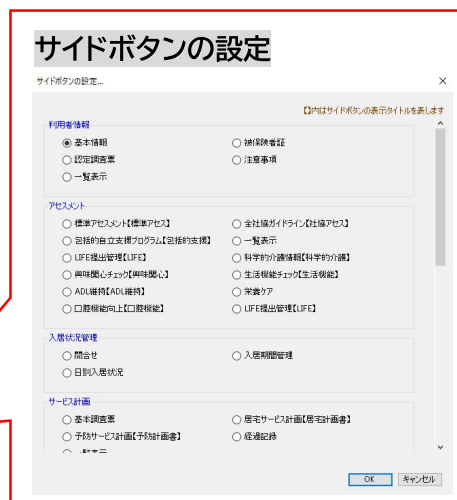 サイドボタンの設定
サイドボタンの設定... ×
【】内はサイドボタンの表示タイトルを表します
利用者情報
基本情報 被保険者証
認定調査票 注意事項
一覧表示
アセスメント
標準アセスメント【標準アセス】 全社協ガイドライン【社協アセス】
包括的自立支援プログラム【包括的支援】 一覧表示
LIFE提出管理【LIFE】 科学的介護情報【科学的介護】
興味関心チェック【興味関心】 生活機能チェック【生活機能】
ADL維持【ADL維持】 栄養ケア
口腔機能向上【口腔機能】 LIFE提出管理【LIFE】
入居状況管理
問合せ 入居期間管理
日別入居状況
サービス計画
基本調査票 居宅サービス計画【居宅計画書】
予防サービス計画【予防計画書】 経過記録
OK キャンセル